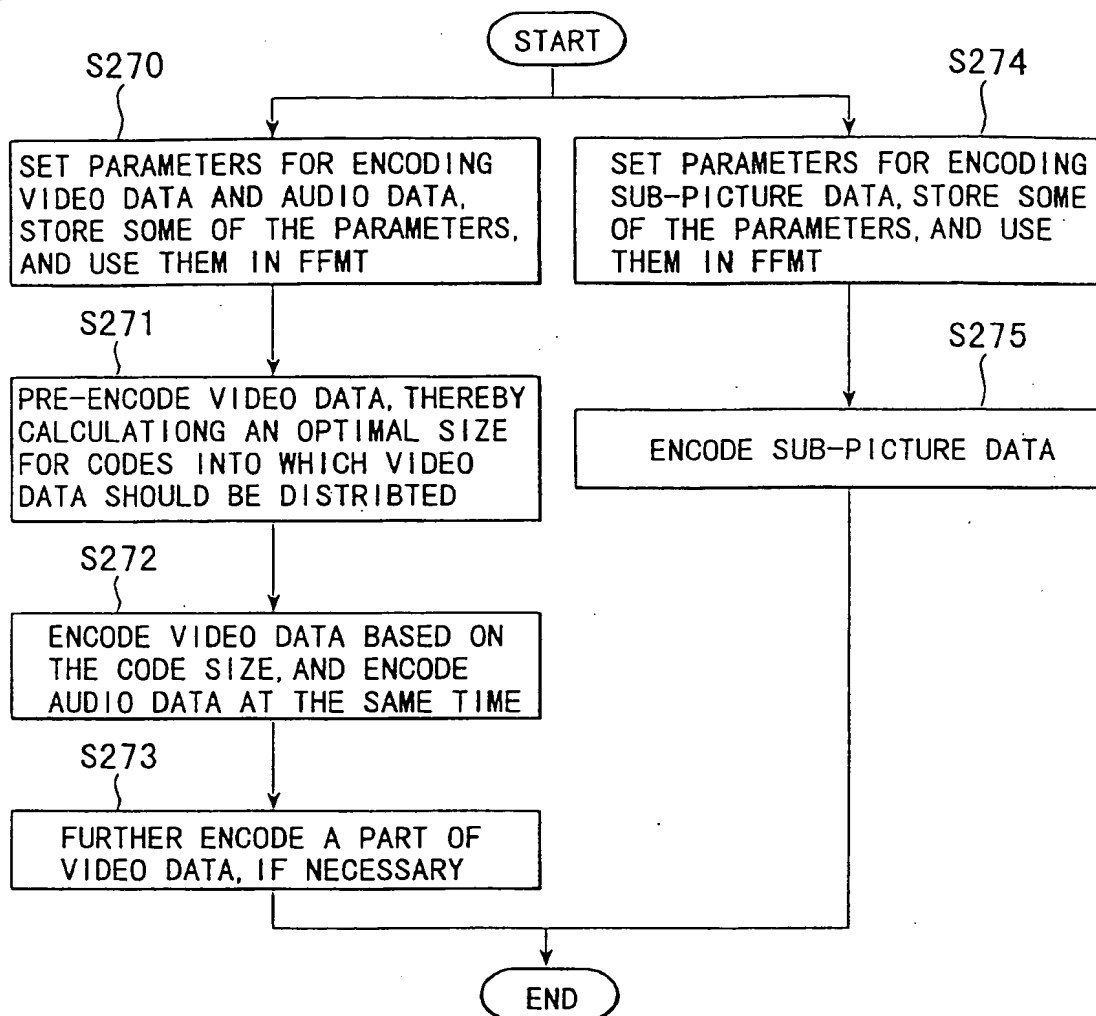 START
S270
SET PARAMETERS FOR ENCODING
VIDEO DATA AND AUDIO DATA,
STORE SOME OF THE PARAMETERS,
AND USE THEM IN FFMT
S271
PRE-ENCODE VIDEO DATA, THEREBY
CALCULATIONG AN OPTIMAL SIZE
FOR CODES INTO WHICH VIDEO
DATA SHOULD BE DISTRIBTED
S272
ENCODE VIDEO DATA BASED ON
THE CODE SIZE, AND ENCODE
AUDIO DATA AT THE SAME TIME
S273
FURTHER ENCODE A PART OF
VIDEO DATA, IF NECESSARY
S274
SET PARAMETERS FOR ENCODING
SUB-PICTURE DATA, STORE SOME
OF THE PARAMETERS, AND USE
THEM IN FFMT
S275
ENCODE SUB-PICTURE DATA
END